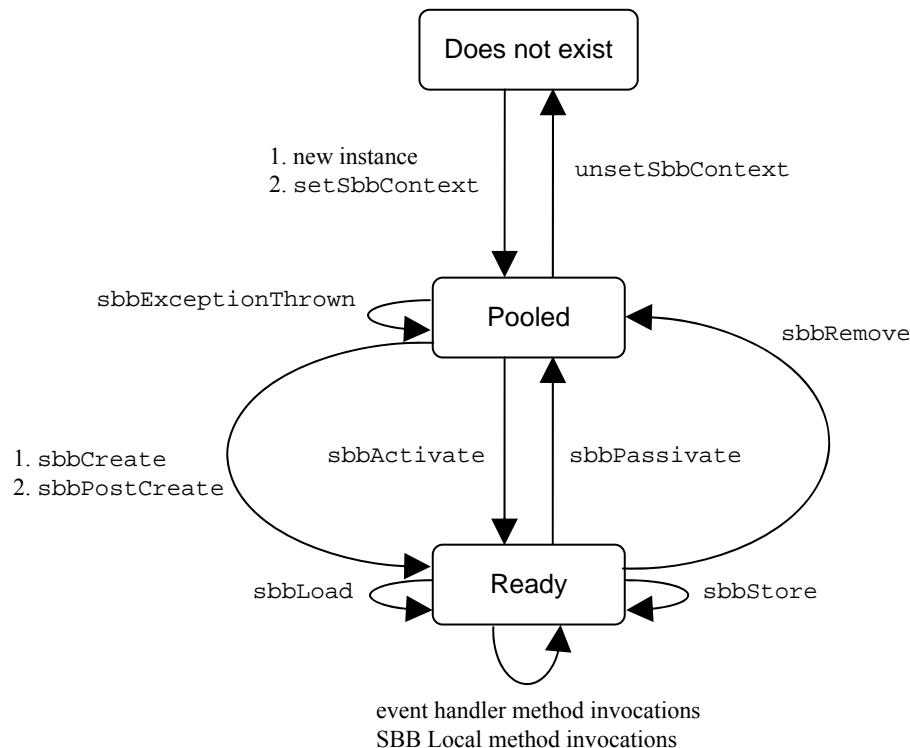 Does not exist
1. new instance
2. setSbbContext
unsetSbbContext
sbbExceptionThrown
Pooled
sbbRemove
1. sbbCreate
2. sbbPostCreate
sbbActivate
sbbPassivate
sbbLoad
Ready
sbbStore
event handler method invocations
SBB Local method invocations